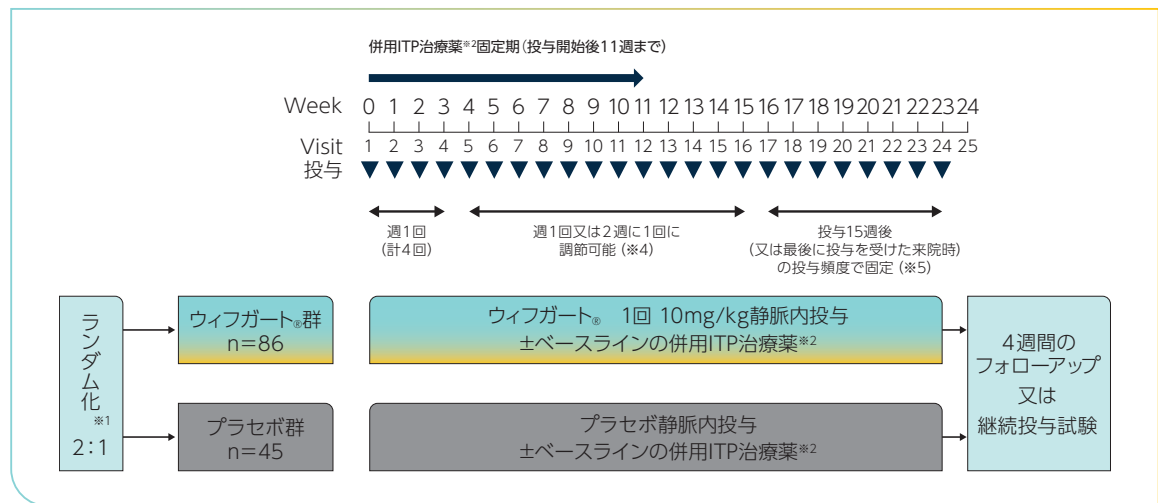 併用ITP治療薬※2固定期(投与開始後11週まで)
Week 0 1 2 3 4 5 6 7 8 9 10 11 12 13 14 15 16 17 18 19 20 21 22 23 24
Visit 1 2 3 4 5 6 7 8 9 10 11 12 13 14 15 16 17 18 19 20 21 22 23 24 25
投与 ▼ ▼ ▼ ▼ ▼ ▼ ▼ ▼ ▼ ▼ ▼ ▼ ▼ ▼ ▼ ▼ ▼ ▼ ▼ ▼ ▼ ▼ ▼ ▼
週1回
(計4回)
週1回又は2週に1回に
調節可能(※4)
投与15週後
(又は最後に投与を受けた来院時)
の投与頻度で固定(※5)
ランダム化※1
2:1
ウィフガート®群
n=86
ウィフガート® 1回 10mg/kg静脈内投与
±ベースラインの併用ITP治療薬※2
プラセボ群
n=45
プラセボ静脈内投与
±ベースラインの併用ITP治療薬※2
4週間の
フォローアップ
又は
継続投与試験